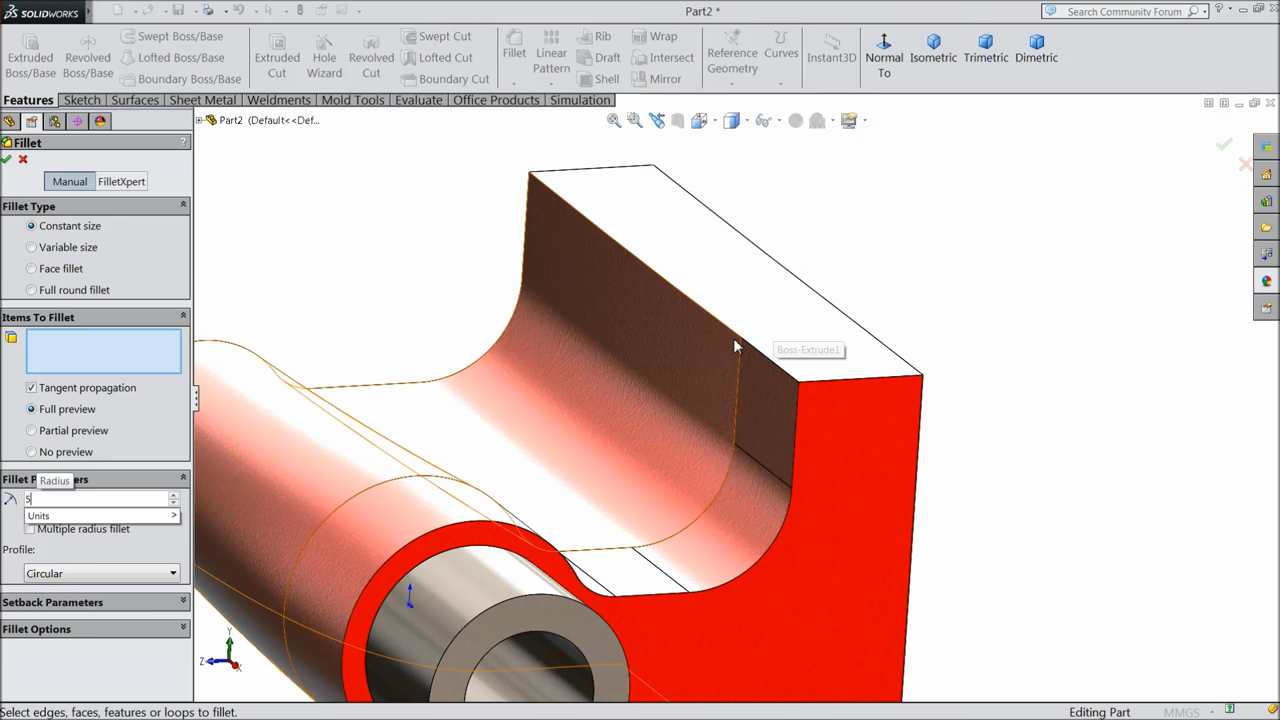 SOLIDWORKS
Part2 *
Search Community Forum
Extruded Boss/Base
Revolved Boss/Base
Swept Boss/Base
Lofted Boss/Base
Boundary Boss/Base
Extruded Cut
Hole Wizard
Revolved Cut
Swept Cut
Lofted Cut
Boundary Cut
Fillet
Linear Pattern
Rib
Draft
Shell
Wrap
Intersect
Mirror
Reference Geometry
Curves
Instant3D
Normal To
Isometric
Trimetric
Dimetric
Features
Sketch
Surfaces
Sheet Metal
Weldments
Mold Tools
Evaluate
Office Products
Simulation
Part2 (Default<<Def...
Fillet
?
Manual
FilletXpert
Fillet Type
Constant size
Variable size
Face fillet
Full round fillet
Items To Fillet
Tangent propagation
Full preview
Partial preview
No preview
Radius
5
Units >
Multiple radius fillet
Profile:
Circular
Setback Parameters
Fillet Options
Boss-Extrude1
Y
Z
X
Select edges, faces, features or loops to fillet.
Editing Part
MMGS